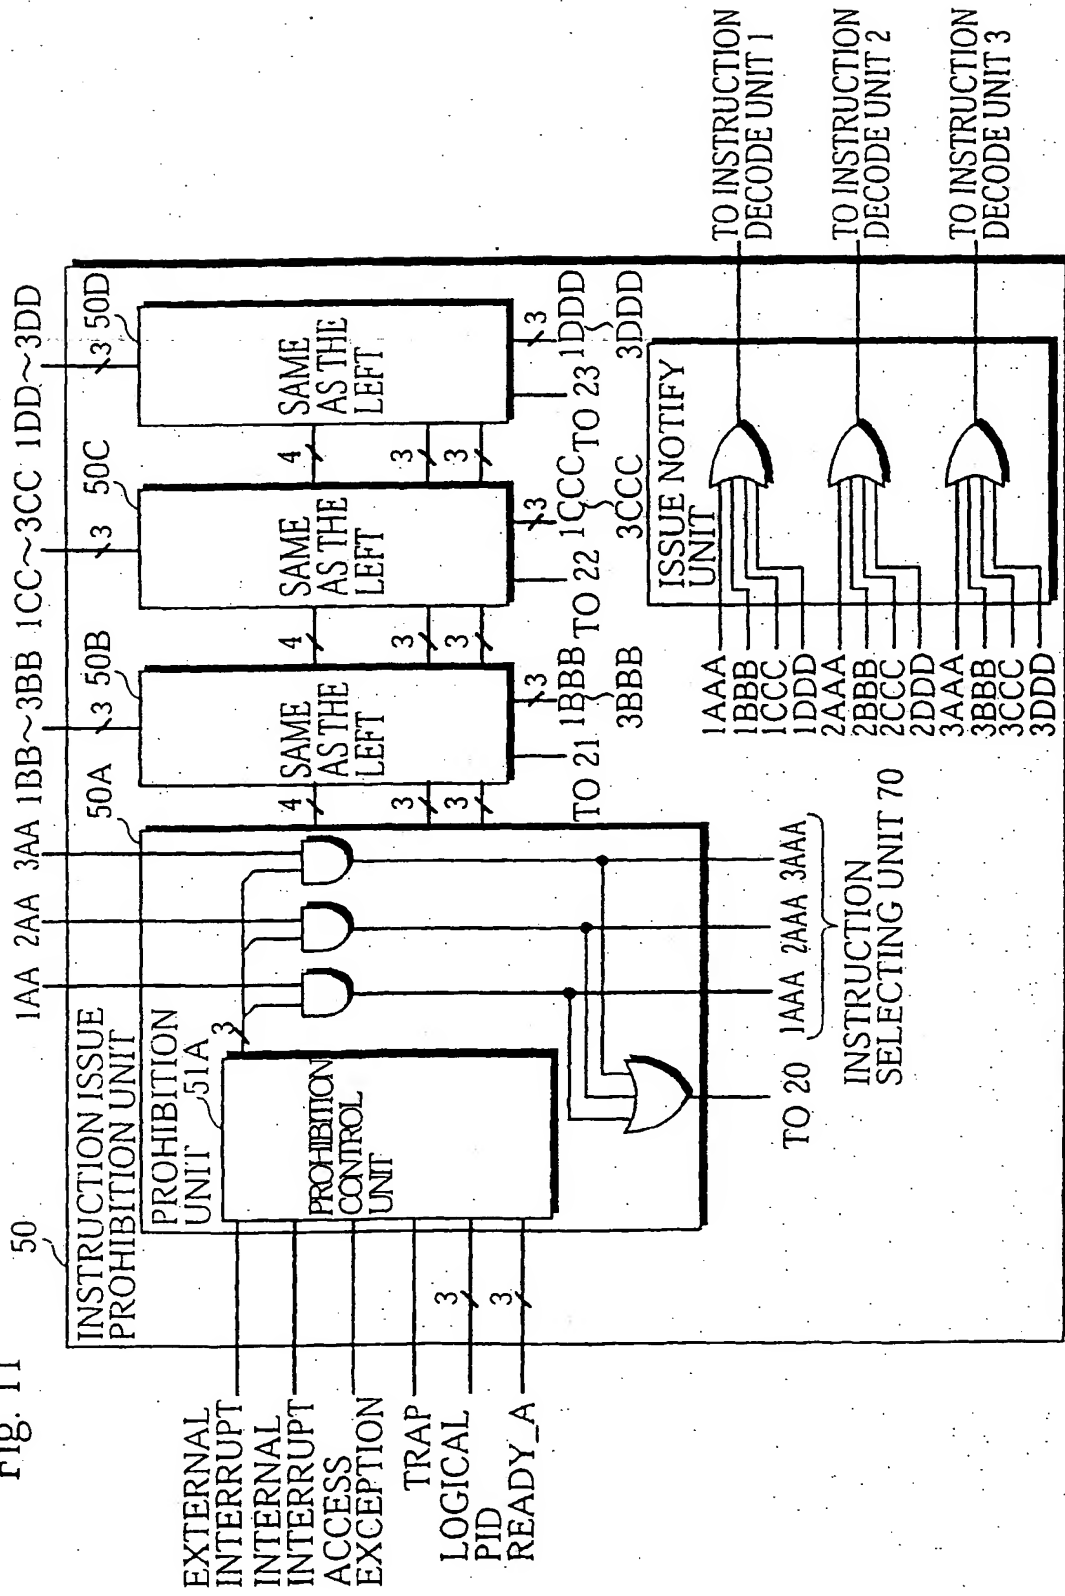 Fig. 11
50
INSTRUCTION ISSUE
PROHIBITION UNIT
1AA
2AA
3AA
1BB~3BB
1CC~3CC
1DD~3DD
3
3
3
50A
50B
50C
50D
PROHIBITION
UNIT
51A
3
PROHIBITION
CONTROL
UNIT
EXTERNAL
INTERRUPT
INTERNAL
INTERRUPT
ACCESS
EXCEPTION
TRAP
LOGICAL
PID
3
READY_A
3
SAME
AS THE
LEFT
SAME
AS THE
LEFT
SAME
AS THE
LEFT
4
3
3
4
3
3
4
3
3
TO 20
1AAA
2AAA
3AAA
INSTRUCTION
SELECTING UNIT 70
TO 21
3
1BBB
~
3BBB
TO 22
3
1CCC
~
3CCC
TO 23
3
1DDD
~
3DDD
ISSUE NOTIFY
UNIT
1AAA
1BBB
1CCC
1DDD
2AAA
2BBB
2CCC
2DDD
3AAA
3BBB
3CCC
3DDD
TO INSTRUCTION
DECODE UNIT 1
TO INSTRUCTION
DECODE UNIT 2
TO INSTRUCTION
DECODE UNIT 3